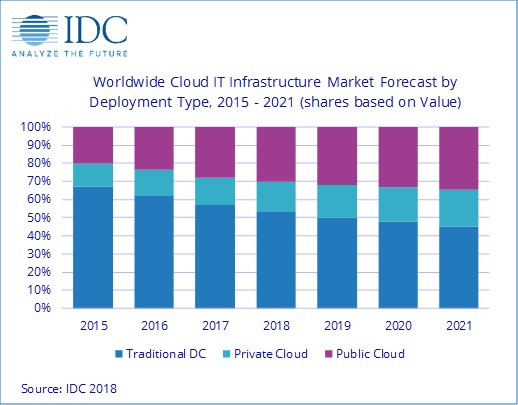 IDC
ANALYZE THE FUTURE
Worldwide Cloud IT Infrastructure Market Forecast by
Deployment Type, 2015 - 2021 (shares based on Value)
100%
90%
80%
70%
60%
50%
40%
30%
20%
10%
0%
2015 2016 2017 2018 2019 2020 2021
Traditional DC Private Cloud Public Cloud
Source: IDC 2018